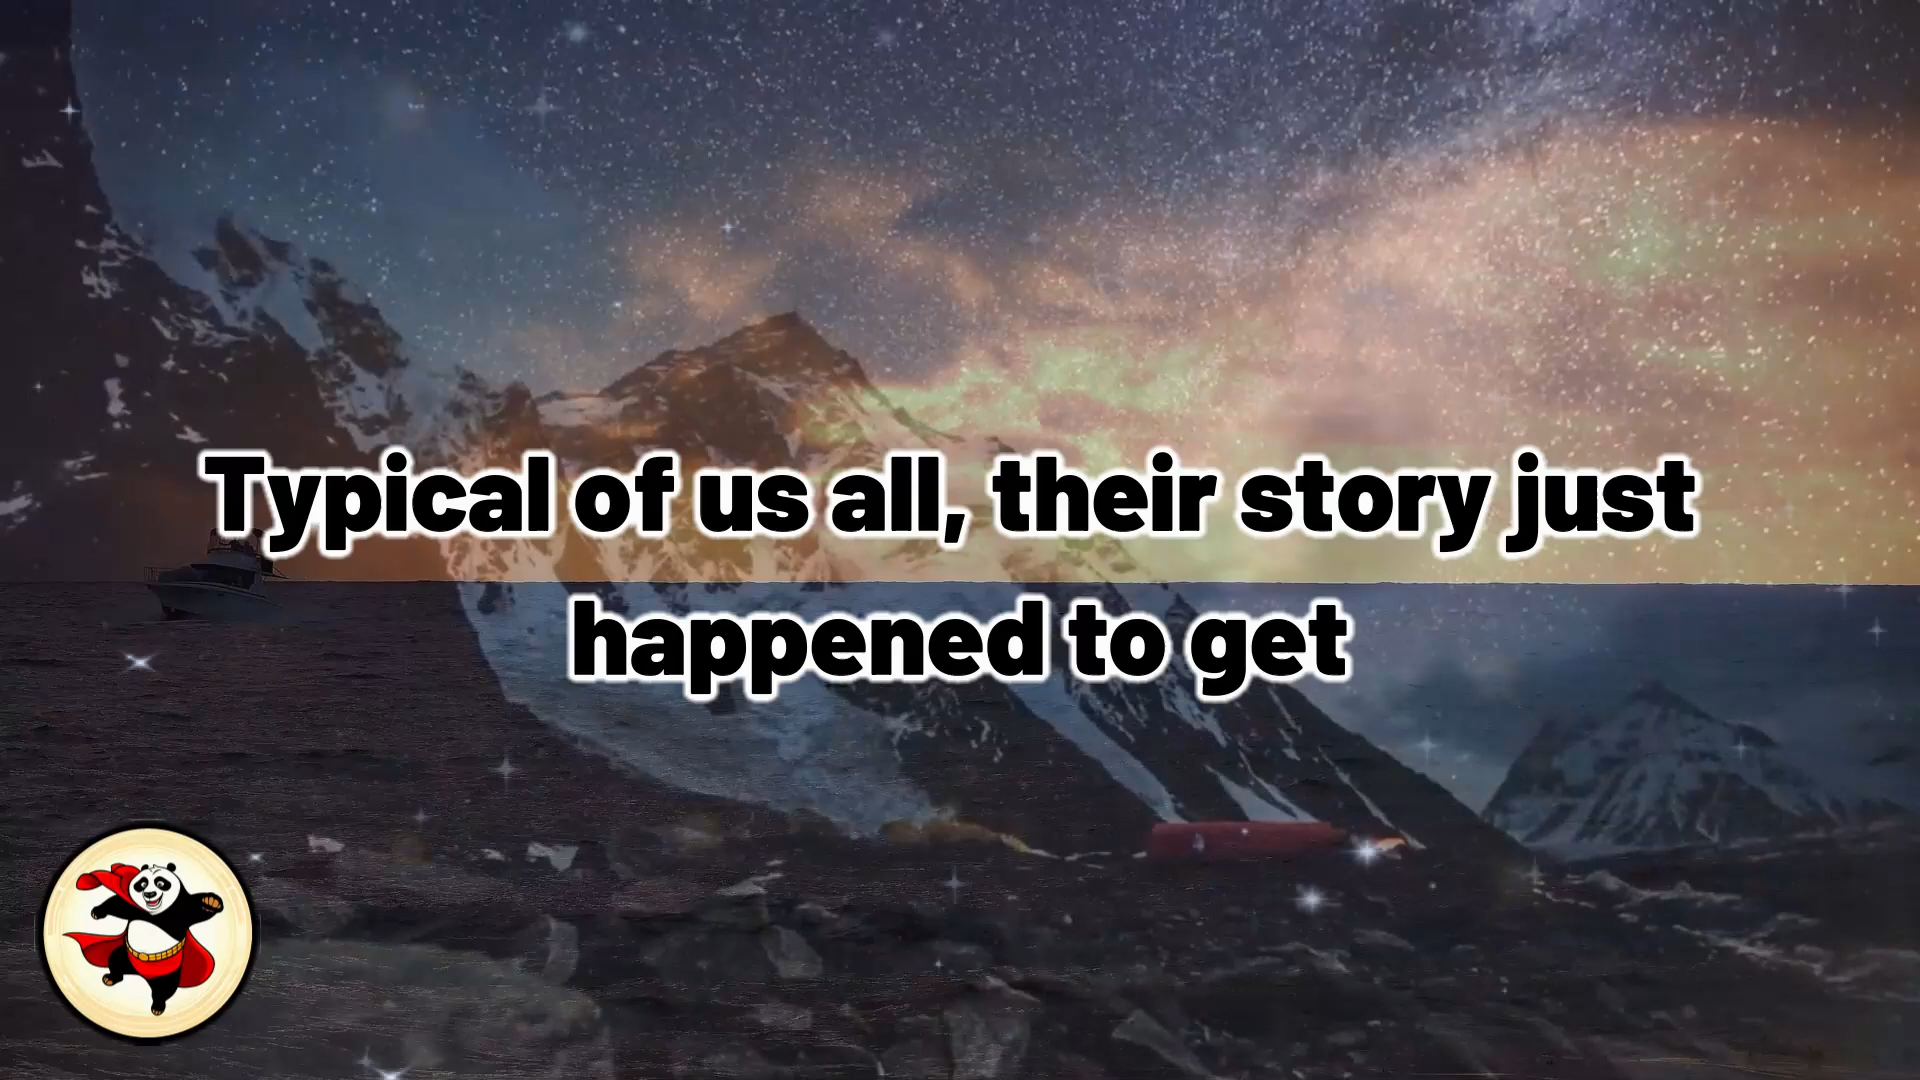 Typical of us all, their story just
happened to get